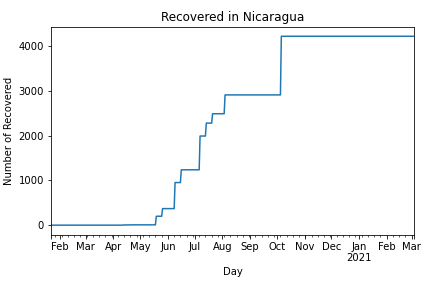 Recovered in Nicaragua
Number of Recovered
4000
3000
2000
1000
0
Feb Mar Apr May Jun Jul Aug Sep Oct Nov Dec Jan Feb Mar
2021
Day